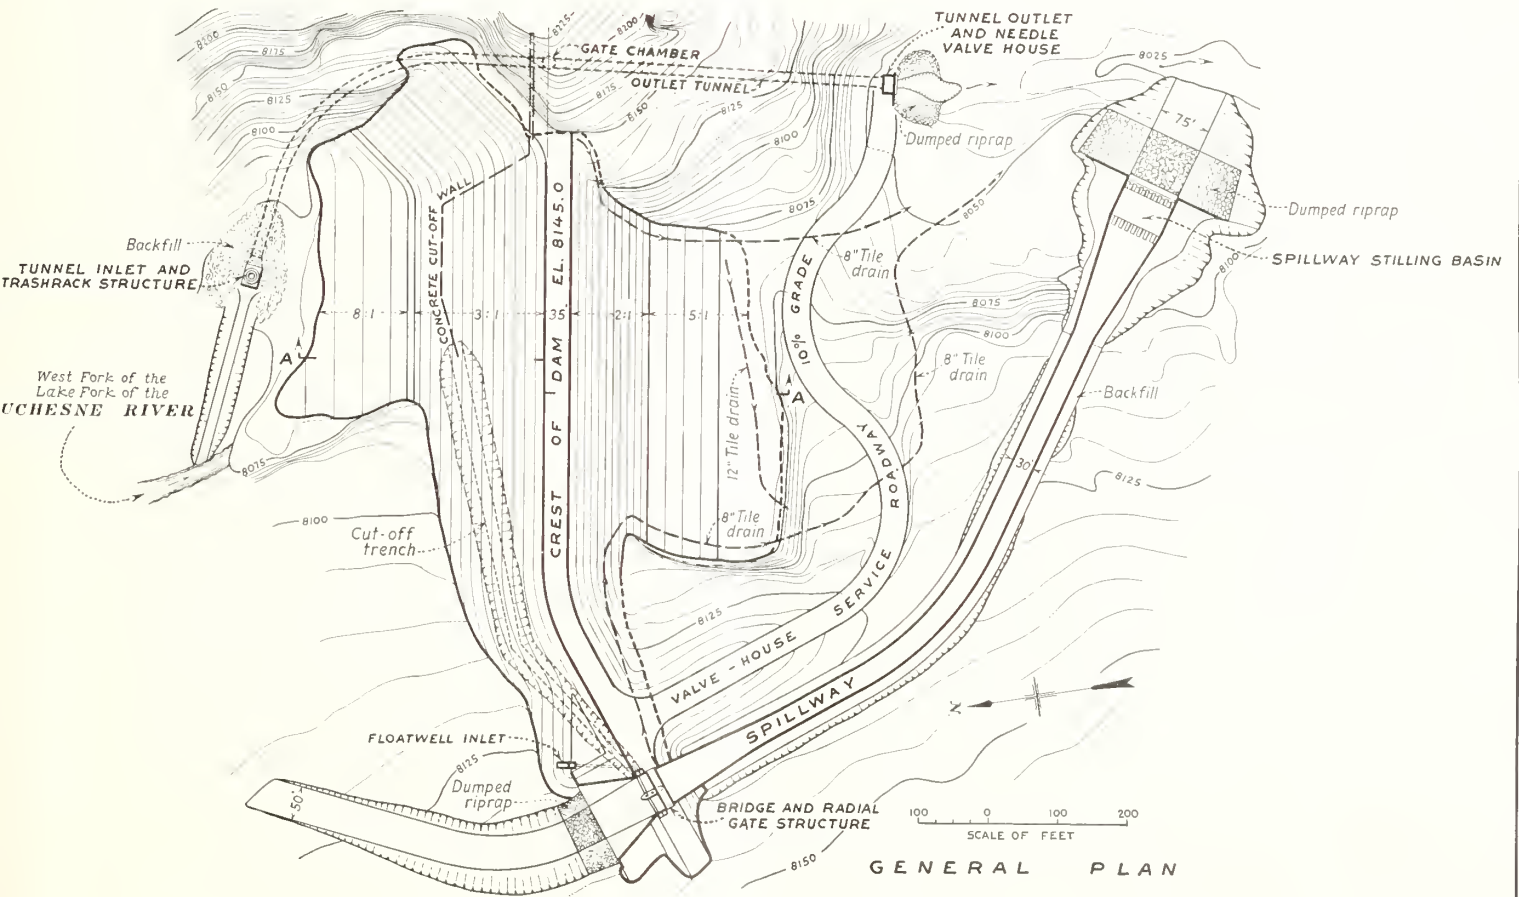 TUNNEL OUTLET
AND NEEDLE
VALVE HOUSE
8200
8175
8150
8125
8100
8225
8200
GATE CHAMBER
OUTLET TUNNEL
8175
8150
8125
8100
8075
8050
8025
Dumped riprap
75'
Dumped riprap
SPILLWAY STILLING BASIN
8100
Backfill
TUNNEL INLET AND
TRASHRACK STRUCTURE
CONCRETE CUT-OFF WALL
8:1
3:1
35'
2:1
5:1
CREST OF DAM EL. 8145.0
8" Tile
drain
8075
8100
10% GRADE
A
A
West Fork of the
Lake Fork of the
UCHESNE RIVER
8075
8" Tile
drain
Backfill
12" Tile drain
30'
8125
8100
Cut-off
trench
8" Tile
drain
8125
VALVE-HOUSE SERVICE ROADWAY
SPILLWAY
N
FLOATWELL INLET
8125
Dumped
riprap
50'
BRIDGE AND RADIAL
GATE STRUCTURE
8150
100 0 100 200
SCALE OF FEET
GENERAL PLAN